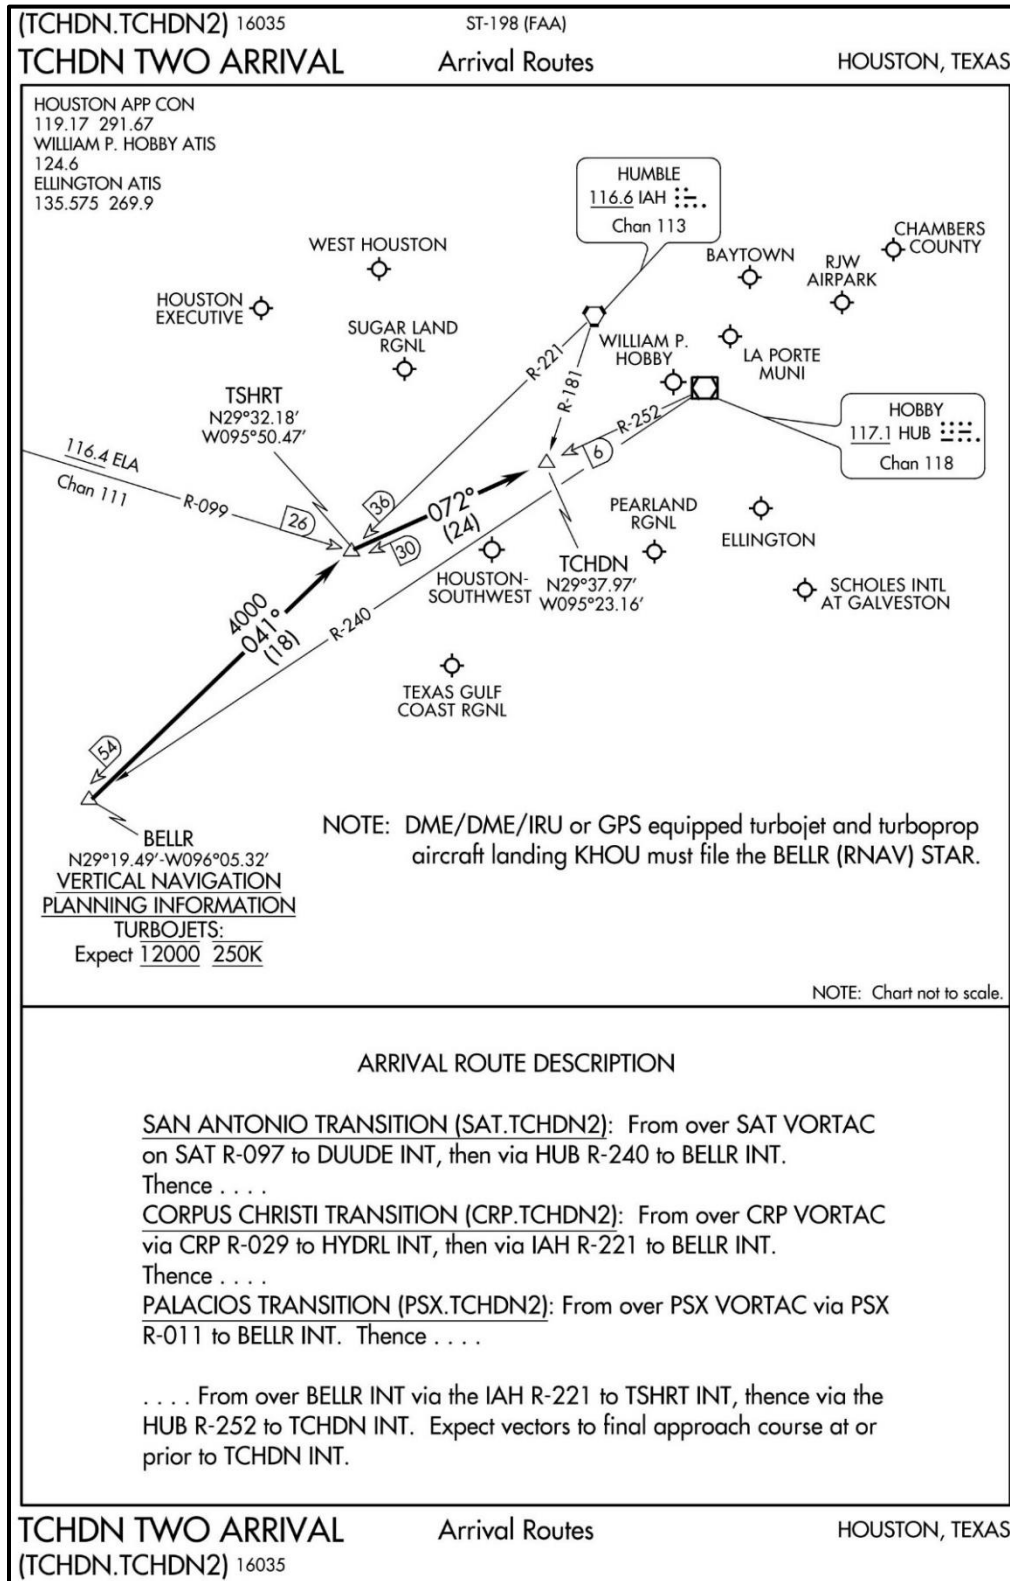 (TCHDN.TCHDN2) 16035
ST-198 (FAA)
TCHDN TWO ARRIVAL
Arrival Routes
HOUSTON, TEXAS
HOUSTON APP CON
119.17 291.67
WILLIAM P. HOBBY ATIS
124.6
ELLINGTON ATIS
135.575 269.9
HUMBLE
116.6 IAH
Chan 113
CHAMBERS
COUNTY
WEST HOUSTON
BAYTOWN
RJW
AIRPARK
HOUSTON
EXECUTIVE
SUGAR LAND
RGNL
WILLIAM P.
HOBBY
LA PORTE
MUNI
R-221
R-181
TSHRT
N29°32.18'
W095°50.47'
R-252
HOBBY
117.1 HUB
Chan 118
116.4 ELA
Chan 111
R-099
26
36
072°
(24)
30
6
PEARLAND
RGNL
ELLINGTON
HOUSTON-
SOUTHWEST
TCHDN
N29°37.97'
W095°23.16'
SCHOLES INTL
AT GALVESTON
4000
041°
(18)
R-240
TEXAS GULF
COAST RGNL
54
BELLR
N29°19.49'-W096°05.32'
VERTICAL NAVIGATION
PLANNING INFORMATION
TURBOJETS:
Expect 12000 250K
NOTE: DME/DME/IRU or GPS equipped turbojet and turboprop
aircraft landing KHOU must file the BELLR (RNAV) STAR.
NOTE: Chart not to scale.
ARRIVAL ROUTE DESCRIPTION
SAN ANTONIO TRANSITION (SAT.TCHDN2): From over SAT VORTAC
on SAT R-097 to DUUDE INT, then via HUB R-240 to BELLR INT.
Thence . . . .
CORPUS CHRISTI TRANSITION (CRP.TCHDN2): From over CRP VORTAC
via CRP R-029 to HYDRL INT, then via IAH R-221 to BELLR INT.
Thence . . . .
PALACIOS TRANSITION (PSX.TCHDN2): From over PSX VORTAC via PSX
R-011 to BELLR INT. Thence . . . .
. . . . From over BELLR INT via the IAH R-221 to TSHRT INT, thence via the
HUB R-252 to TCHDN INT. Expect vectors to final approach course at or
prior to TCHDN INT.
TCHDN TWO ARRIVAL
Arrival Routes
HOUSTON, TEXAS
(TCHDN.TCHDN2) 16035